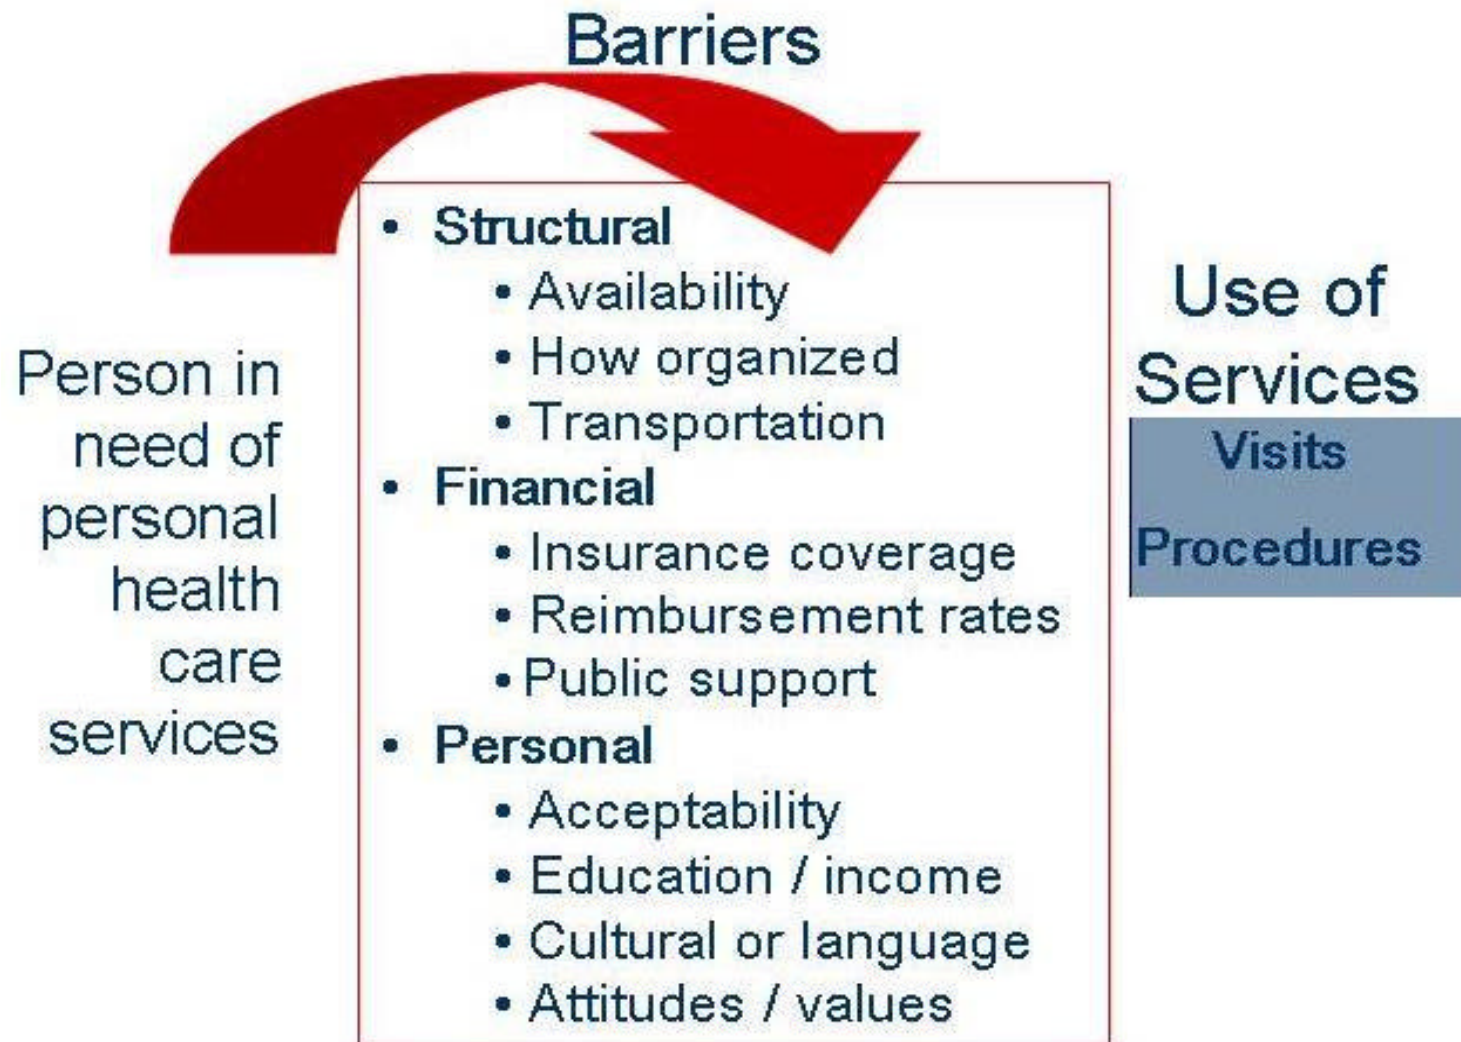 Barriers
Person in
need of
personal
health
care
services
• Structural
• Availability
• How organized
• Transportation
• Financial
• Insurance coverage
• Reimbursement rates
• Public support
• Personal
• Acceptability
• Education / income
• Cultural or language
• Attitudes / values
Use of
Services
Visits
Procedures